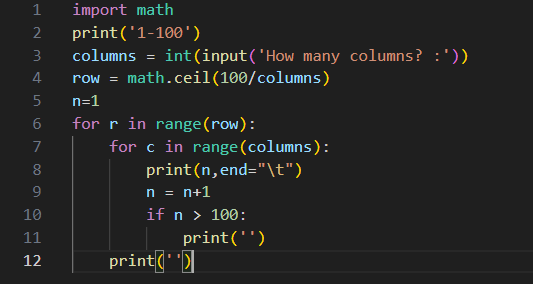 1 import math
2 print('1-100')
3 columns = int(input('How many columns? :'))
4 row = math.ceil(100/columns)
5 n=1
6 for r in range(row):
7     for c in range(columns):
8         print(n,end="\t")
9         n = n+1
10         if n > 100:
11             print('')
12     print('')